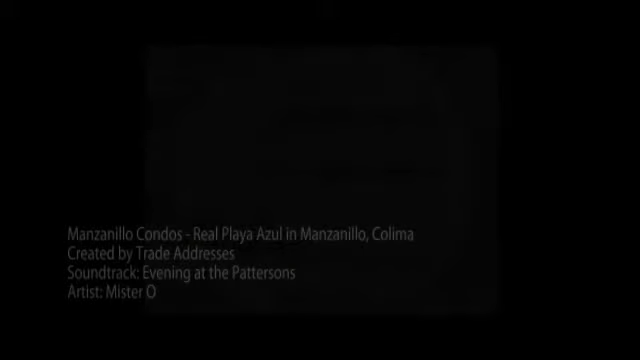 Manzanillo Condos - Real Playa Azul in Manzanillo, Colima
Created by Trade Addresses
Soundtrack: Evening at the Pattersons
Artist: Mister O